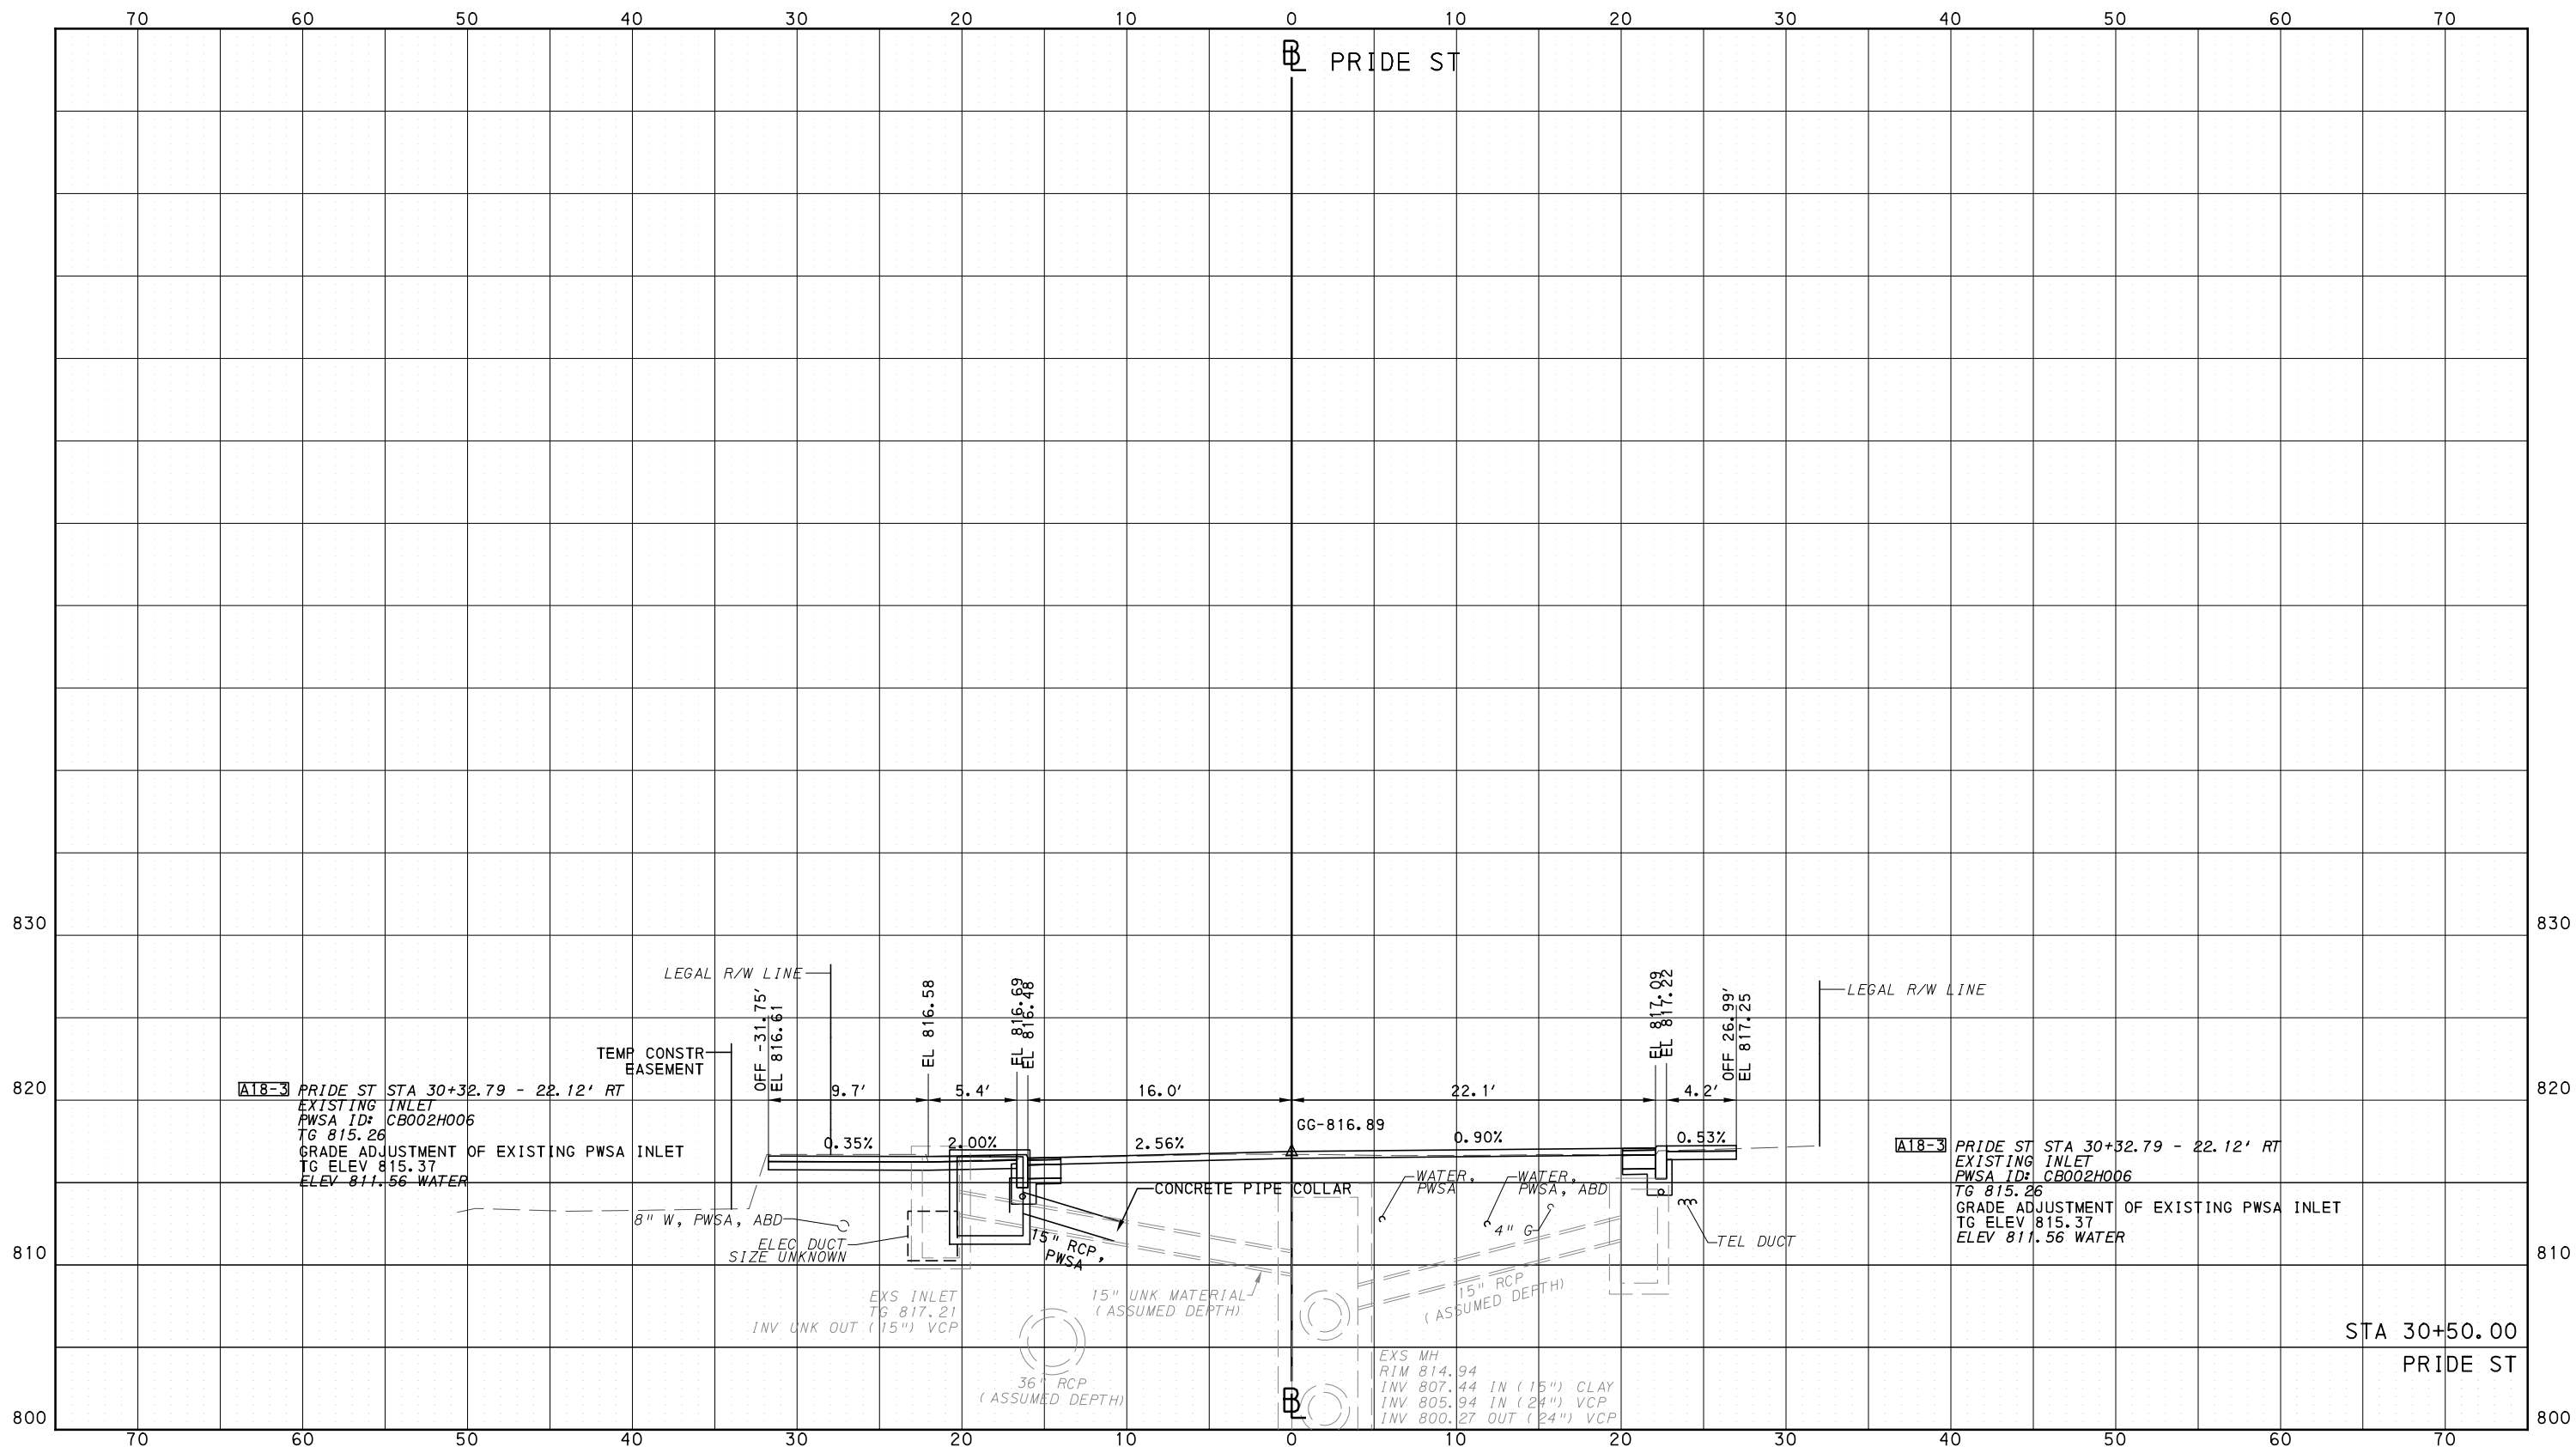 70 60 50 40 30 20 10 0 10 20 30 40 50 60 70
BL PRIDE ST
830 830
LEGAL R/W LINE
LEGAL R/W LINE
OFF -31.75'
EL 816.61
EL 816.58
EL 816.69
EL 816.48
EL 817.09
EL 817.22
OFF 26.99'
EL 817.25
TEMP CONSTR
EASEMENT
820 820
9.7' 5.4' 16.0' 22.1' 4.2'
GG-816.89
0.35% 2.00% 2.56% 0.90% 0.53%
A18-3 PRIDE ST STA 30+32.79 - 22.12' RT
EXISTING INLET
PWSA ID: CB002H006
TG 815.26
GRADE ADJUSTMENT OF EXISTING PWSA INLET
TG ELEV 815.37
ELEV 811.56 WATER
A18-3 PRIDE ST STA 30+32.79 - 22.12' RT
EXISTING INLET
PWSA ID: CB002H006
TG 815.26
GRADE ADJUSTMENT OF EXISTING PWSA INLET
TG ELEV 815.37
ELEV 811.56 WATER
CONCRETE PIPE COLLAR
WATER,
PWSA
WATER,
PWSA, ABD
8" W, PWSA, ABD
4" G
ELEC DUCT
SIZE UNKNOWN
15" RCP,
PWSA
TEL DUCT
810 810
EXS INLET
TG 817.21
INV UNK OUT (15") VCP
15" UNK MATERIAL
(ASSUMED DEPTH)
15" RCP
(ASSUMED DEPTH)
36" RCP
(ASSUMED DEPTH)
EXS MH
RIM 814.94
INV 807.44 IN (15") CLAY
INV 805.94 IN (24") VCP
INV 800.27 OUT (24") VCP
STA 30+50.00
PRIDE ST
BL
800 800
70 60 50 40 30 20 10 0 10 20 30 40 50 60 70